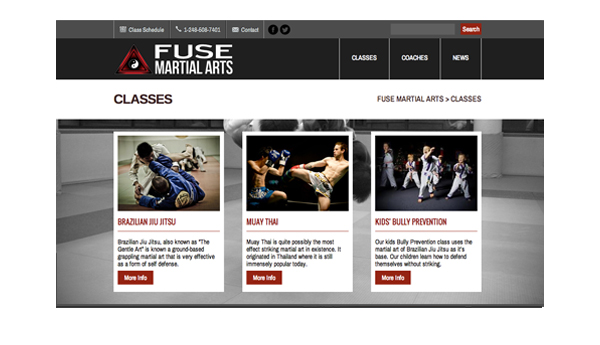 Class Schedule
1-248-606-7401
Contact
Search
FUSE
MARTIAL ARTS
CLASSES
COACHES
NEWS
CLASSES
FUSE MARTIAL ARTS > CLASSES
BRAZILIAN JIU JITSU
Brazilian Jiu Jitsu, also known as "The
Gentle Art" is known a ground-based
grappling martial art that is very effective
as a form of self defense.
More Info
MUAY THAI
Muay Thai is quite possibly the most
effect striking martial art in existence. It
originated in Thailand where it is still
immensely popular today.
More Info
KIDS' BULLY PREVENTION
Our kids Bully Prevention class uses the
martial art of Brazilian Jiu Jitsu as it's
base. Our children learn how to defend
themselves without striking.
More Info